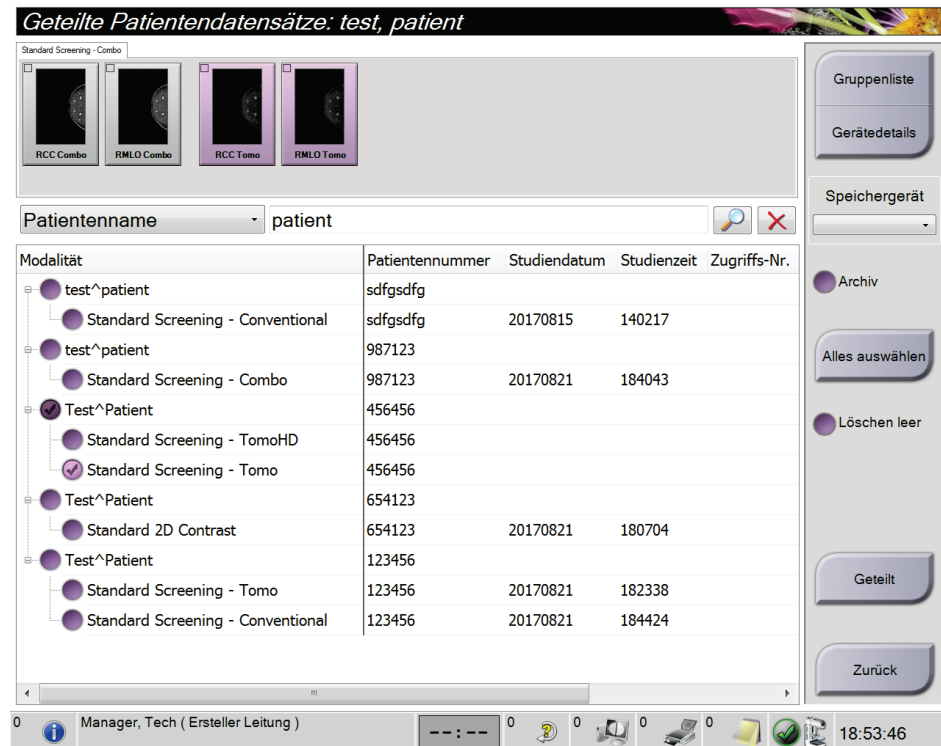 Geteilte Patientendatensätze: test, patient
Standard Screening - Combo
RCC Combo RMLO Combo RCC Tomo RMLO Tomo
Gruppenliste
Gerätedetails
Speichergerät
Patientenname patient
Modalität Patientennummer Studiendatum Studienzeit Zugriffs-Nr.
test^patient sdfgsdfg
Standard Screening - Conventional sdfgsdfg 20170815 140217
test^patient 987123
Standard Screening - Combo 987123 20170821 184043
Test^Patient 456456
Standard Screening - TomoHD 456456
Standard Screening - Tomo 456456
Test^Patient 654123
Standard 2D Contrast 654123 20170821 180704
Test^Patient 123456
Standard Screening - Tomo 123456 20170821 182338
Standard Screening - Conventional 123456 20170821 184424
Archiv
Alles auswählen
Löschen leer
Geteilt
Zurück
0 Manager, Tech ( Ersteller Leitung ) --:-- 0 0 0 0 18:53:46